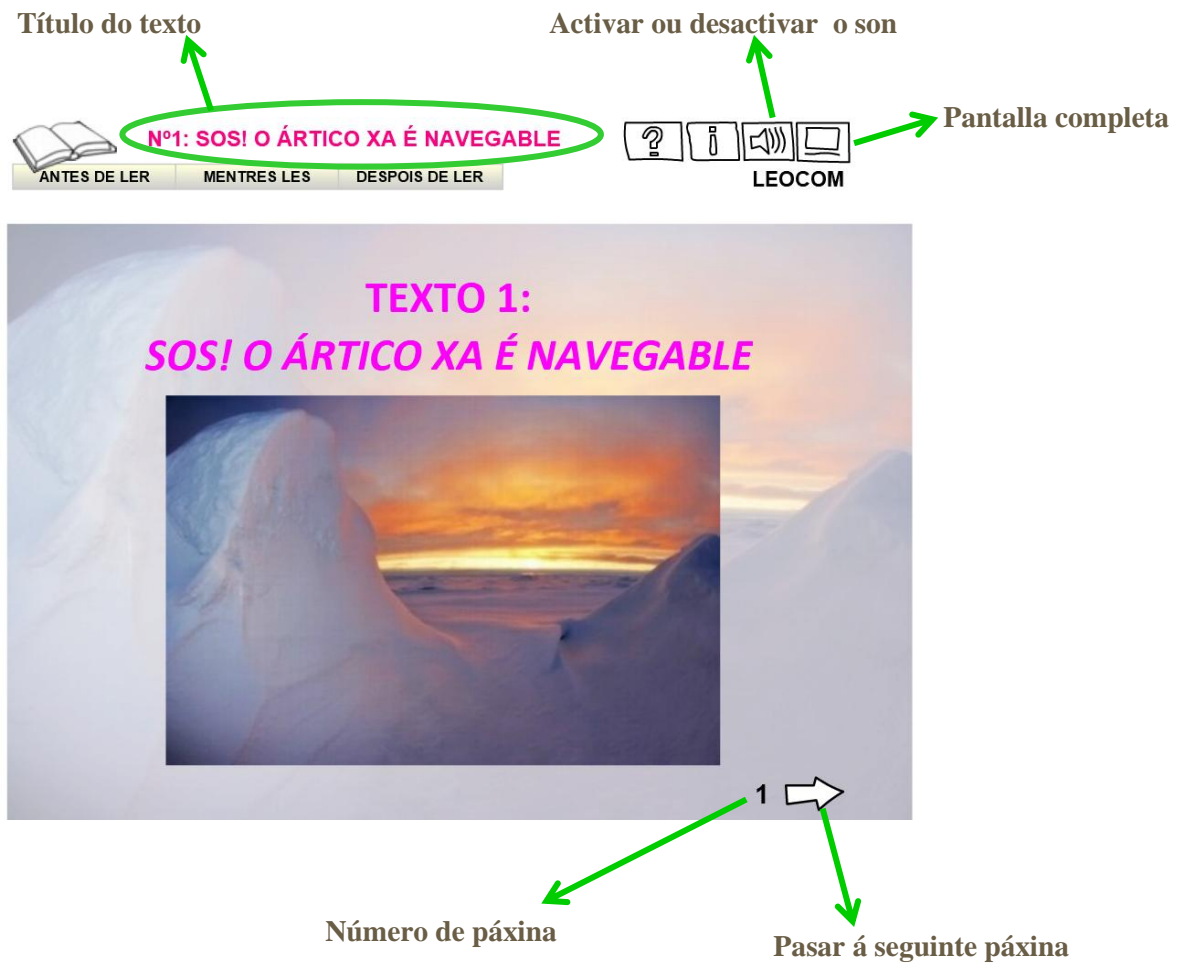 Título do texto
Activar ou desactivar o son
Pantalla completa
Nº1: SOS! O ÁRTICO XA É NAVEGABLE
? i
ANTES DE LER MENTRES LES DESPOIS DE LER
LEOCOM
TEXTO 1:
SOS! O ÁRTICO XA É NAVEGABLE
1
Número de páxina
Pasar á seguinte páxina